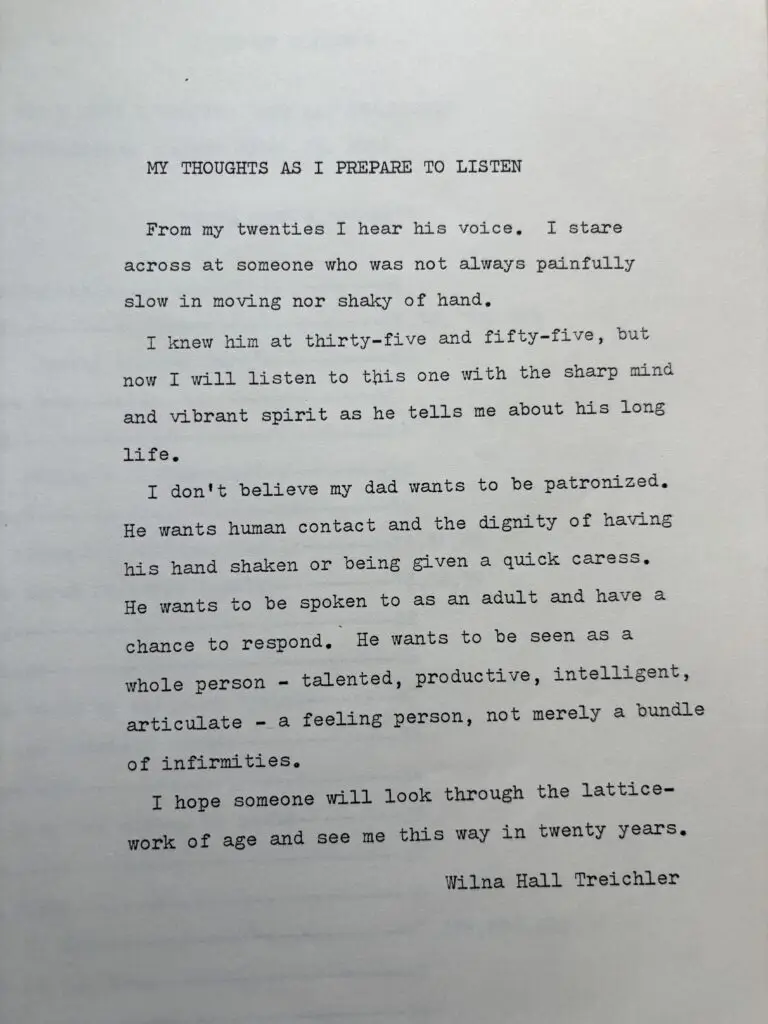 MY THOUGHTS AS I PREPARE TO LISTEN
From my twenties I hear his voice. I stare
across at someone who was not always painfully
slow in moving nor shaky of hand.
I knew him at thirty-five and fifty-five, but
now I will listen to this one with the sharp mind
and vibrant spirit as he tells me about his long
life.
I don't believe my dad wants to be patronized.
He wants human contact and the dignity of having
his hand shaken or being given a quick caress.
He wants to be spoken to as an adult and have a
chance to respond. He wants to be seen as a
whole person - talented, productive, intelligent,
articulate - a feeling person, not merely a bundle
of infirmities.
I hope someone will look through the lattice-
work of age and see me this way in twenty years.
Wilna Hall Treichler